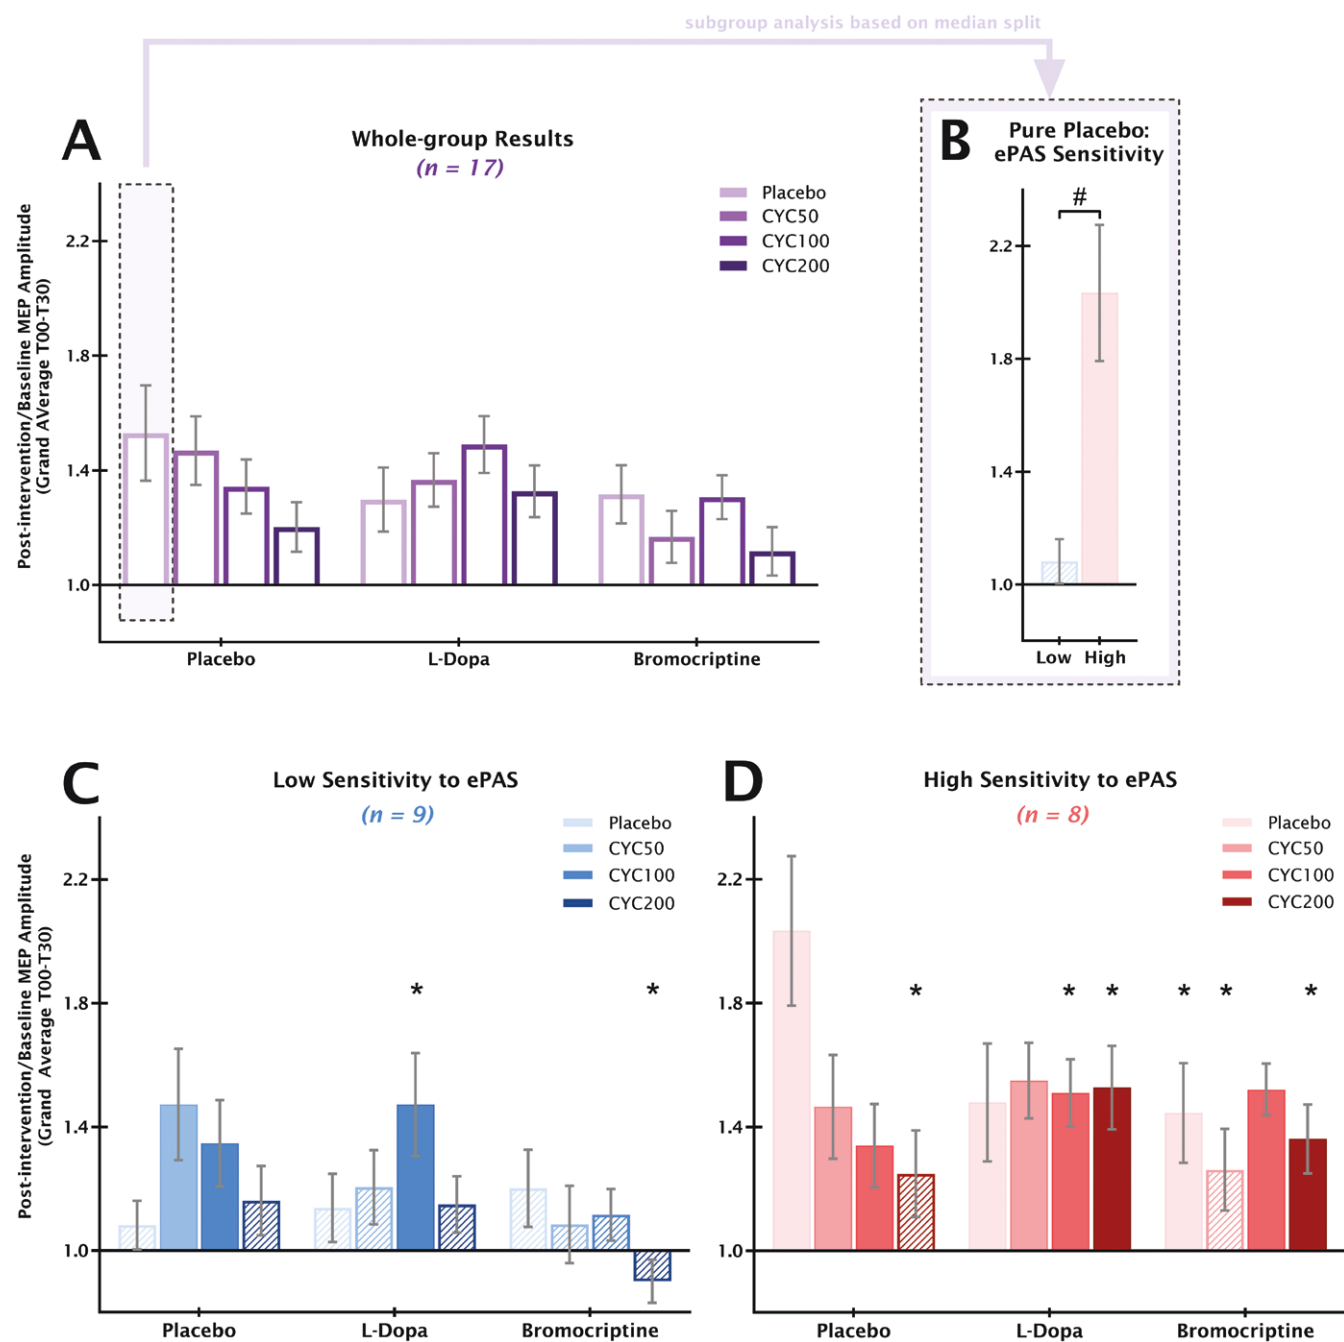 subgroup analysis based on median split
A
Whole-group Results
(n = 17)
Placebo
CYC50
CYC100
CYC200
Post-intervention/Baseline MEP Amplitude
(Grand AVerage T00-T30)
2.2
1.8
1.4
1.0
Placebo
L-Dopa
Bromocriptine
B
Pure Placebo:
ePAS Sensitivity
#
2.2
1.8
1.4
1.0
Low
High
C
Low Sensitivity to ePAS
(n = 9)
Placebo
CYC50
CYC100
CYC200
Post-intervention/Baseline MEP Amplitude
(Grand Average T00-T30)
2.2
1.8
1.4
1.0
*
*
Placebo
L-Dopa
Bromocriptine
D
High Sensitivity to ePAS
(n = 8)
Placebo
CYC50
CYC100
CYC200
2.2
1.8
1.4
1.0
*
*
*
*
*
*
Placebo
L-Dopa
Bromocriptine